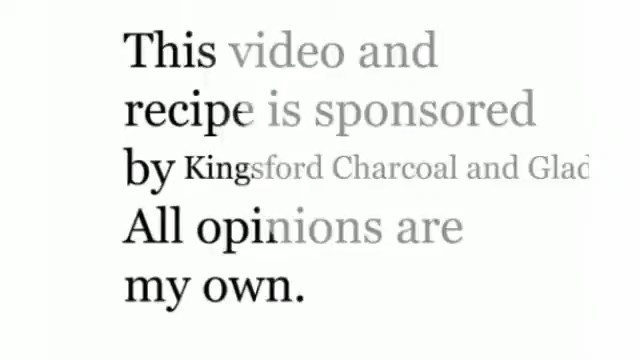 This video and
recipe is sponsored
by Kingsford Charcoal and Glad
All opinions are
my own.